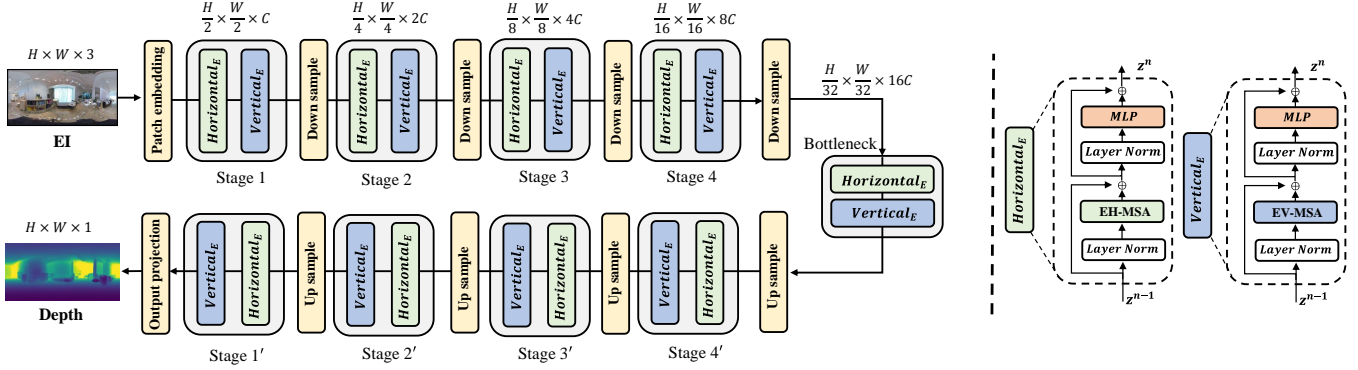 H/2 × W/2 × C
H/4 × W/4 × 2C
H/8 × W/8 × 4C
H/16 × W/16 × 8C
H × W × 3
EI
Patch embedding
Horizontal_E
Vertical_E
Stage 1
Down sample
Horizontal_E
Vertical_E
Stage 2
Down sample
Horizontal_E
Vertical_E
Stage 3
Down sample
Horizontal_E
Vertical_E
Stage 4
Down sample
H/32 × W/32 × 16C
Bottleneck
Horizontal_E
Vertical_E
H × W × 1
Depth
Output projection
Vertical_E
Horizontal_E
Stage 1′
Up sample
Vertical_E
Horizontal_E
Stage 2′
Up sample
Vertical_E
Horizontal_E
Stage 3′
Up sample
Vertical_E
Horizontal_E
Stage 4′
Up sample
Horizontal_E
zⁿ
MLP
Layer Norm
EH-MSA
Layer Norm
zⁿ⁻¹
Vertical_E
zⁿ
MLP
Layer Norm
EV-MSA
Layer Norm
zⁿ⁻¹